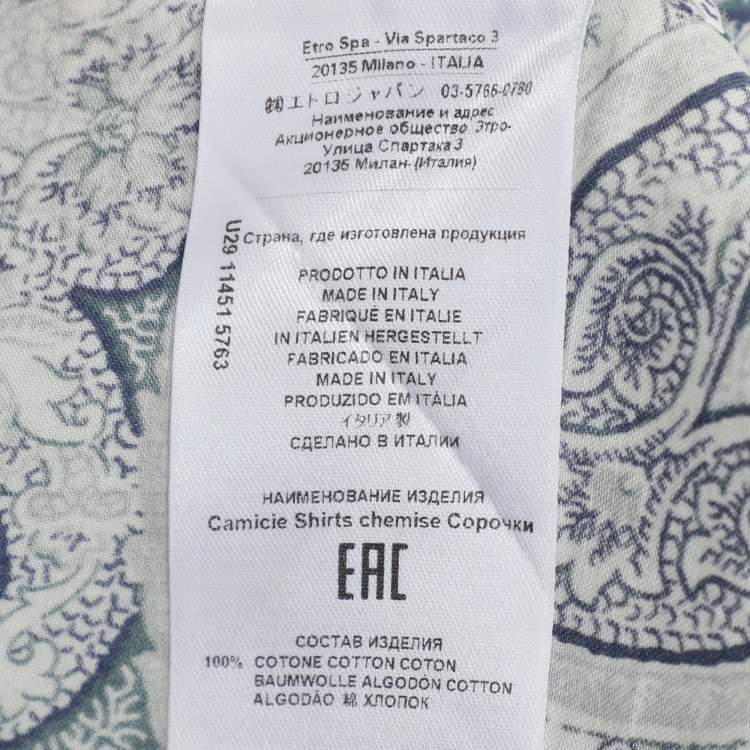 Etro Spa - Via Spartaco 3
20135 Milano - ITALIA
㈱エトロジャパン 03-5766-0780
Наименование и адрес
Акционерное общество Этро-
Улица Спартака 3
20135 Милан- (Италия)
Страна, где изготовлена продукция
U29 11451 5763
PRODOTTO IN ITALIA
MADE IN ITALY
FABRIQUÉ EN ITALIE
IN ITALIEN HERGESTELLT
FABRICADO EN ITALIA
MADE IN ITALY
PRODUZIDO EM ITÀLIA
イタリア製
СДЕЛАНО В ИТАЛИИ
НАИМЕНОВАНИЕ ИЗДЕЛИЯ
Camicie Shirts chemise Сорочки
EAC
СОСТАВ ИЗДЕЛИЯ
100% COTONE COTTON COTON
BAUMWOLLE ALGODÓN COTTON
ALGODÃO 綿 ХЛОПОК